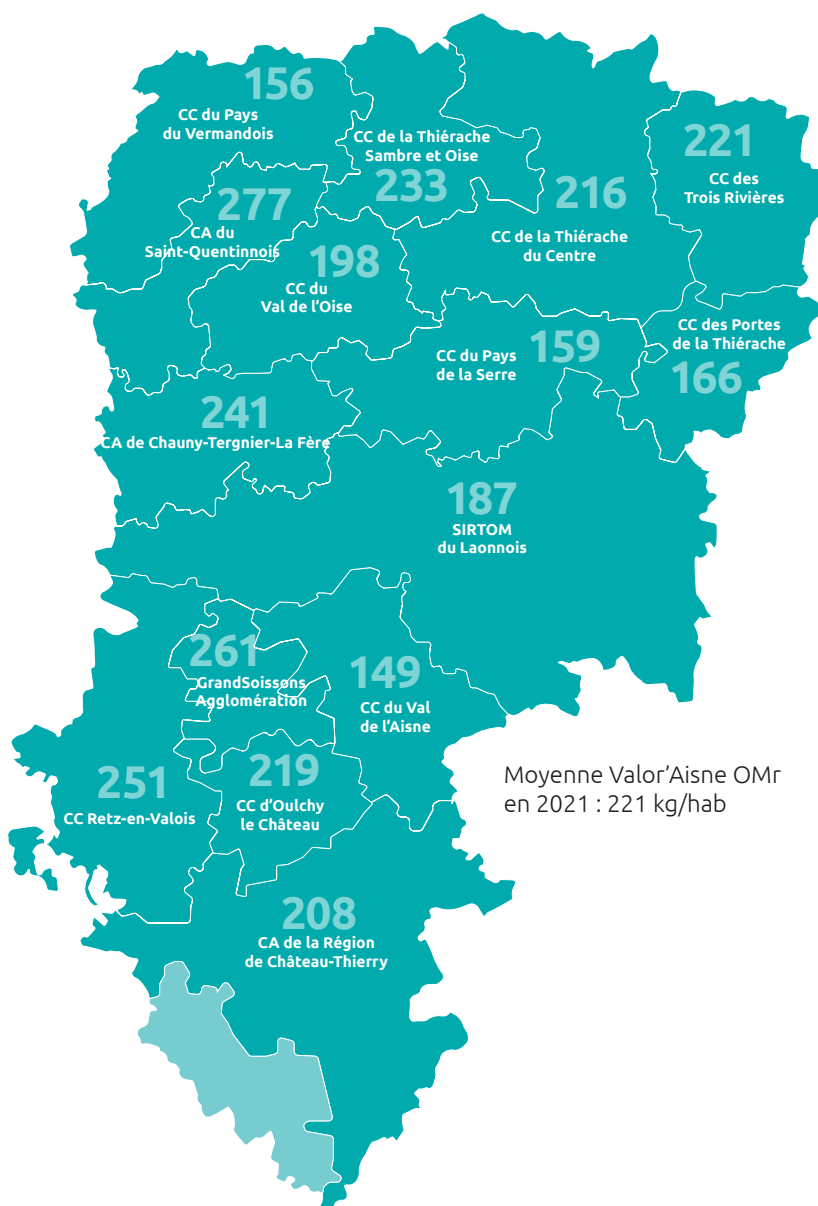 156
CC du Pays
du Vermandois
CC de la Thiérache
Sambre et Oise
233
221
CC des
Trois Rivières
277
CA du
Saint-Quentinnois
216
CC de la Thiérache
du Centre
198
CC du
Val de l'Oise
CC des Portes
de la Thiérache
166
CC du Pays
de la Serre
159
241
CA de Chauny-Tergnier-La Fère
187
SIRTOM
du Laonnois
261
GrandSoissons
Agglomération
149
CC du Val
de l'Aisne
251
CC Retz-en-Valois
219
CC d'Oulchy
le Château
Moyenne Valor'Aisne OMr
en 2021 : 221 kg/hab
208
CA de la Région
de Château-Thierry